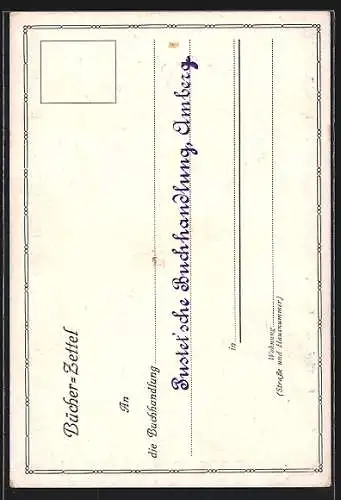 Bücher=Zettel
An
die Buchhandlung
Pustet'sche Buchhandlung, Amberg
in
Wohnung
(Straße und Hausnummer)